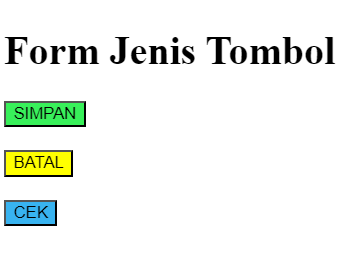 Form Jenis Tombol
SIMPAN
BATAL
CEK